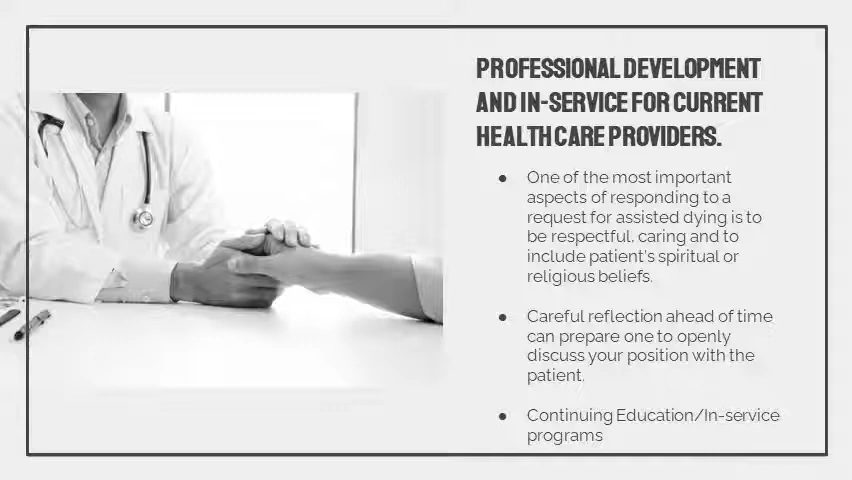 PROFESSIONAL DEVELOPMENT
AND IN-SERVICE FOR CURRENT
HEALTH CARE PROVIDERS.
● One of the most important
aspects of responding to a
request for assisted dying is to
be respectful, caring and to
include patient's spiritual or
religious beliefs.
● Careful reflection ahead of time
can prepare one to openly
discuss your position with the
patient.
● Continuing Education/In-service
programs